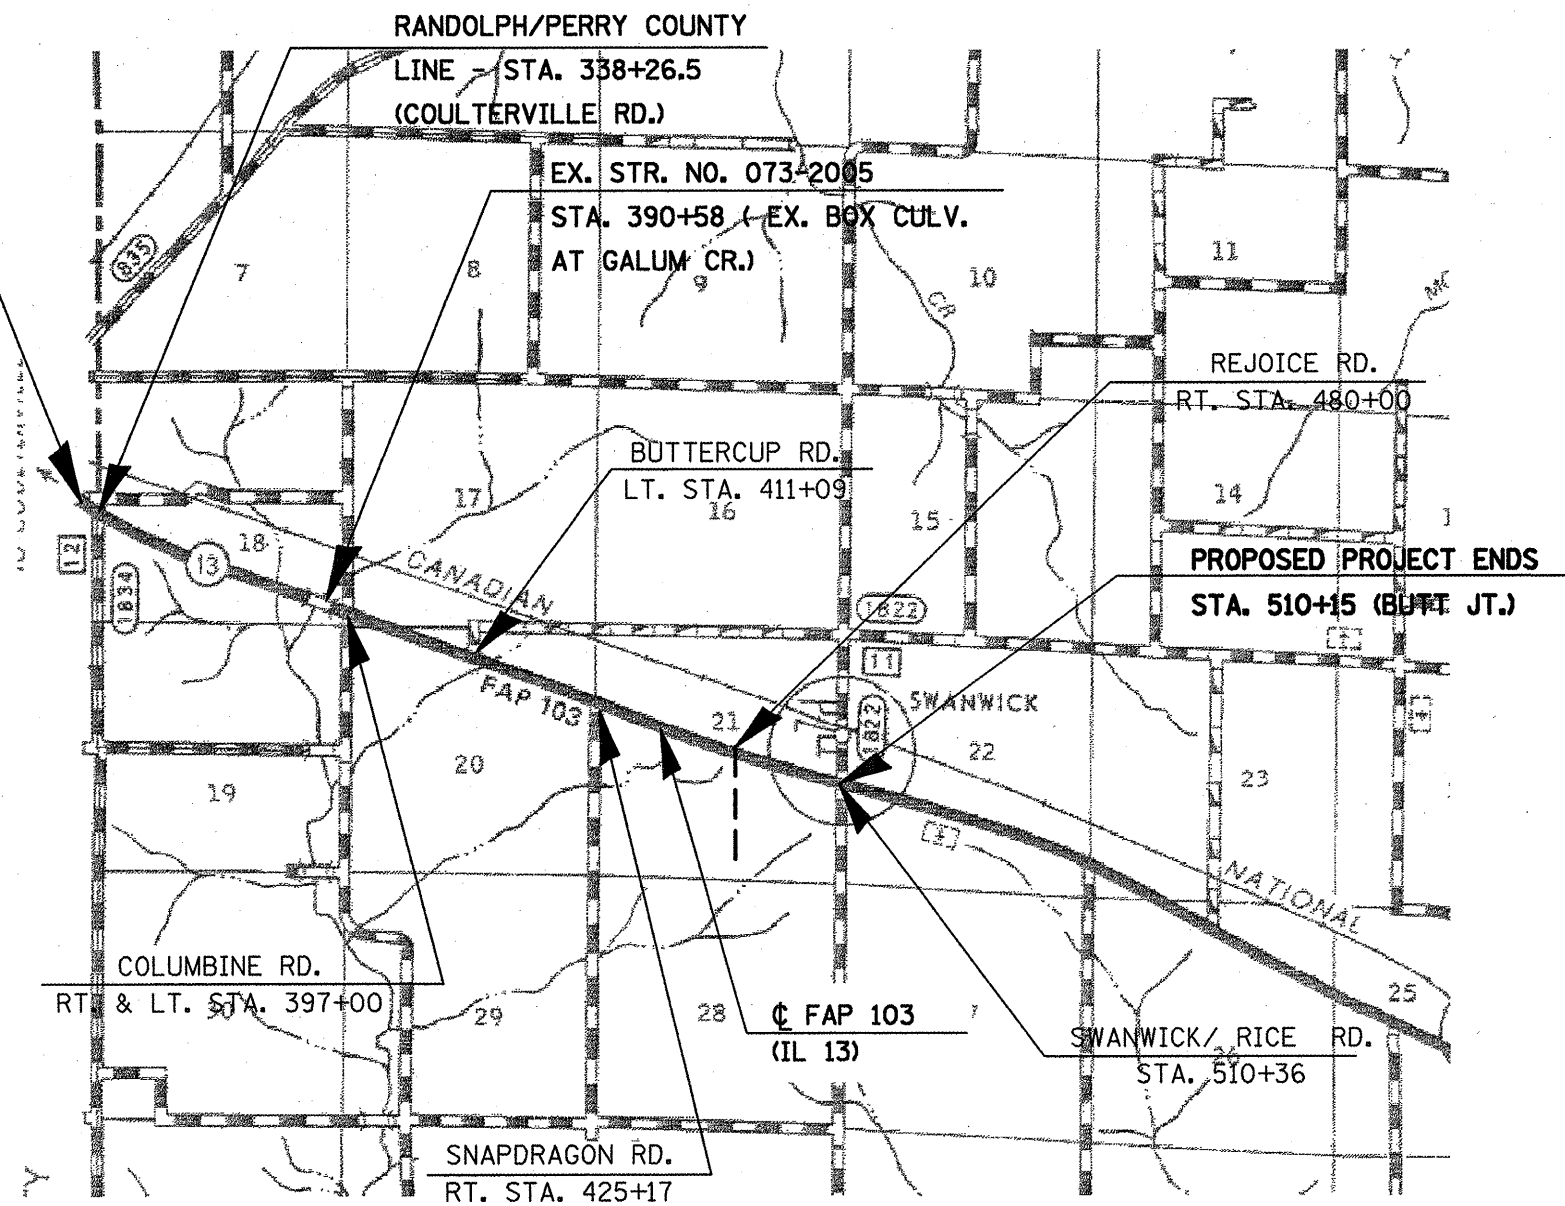 RANDOLPH/PERRY COUNTY
LINE - STA. 338+26.5
(COULTERVILLE RD.)
EX. STR. NO. 073-2005
STA. 390+58 ( EX. BOX CULV.
AT GALUM CR.)
835
7
8
9
10
11
CR
REJOICE RD.
RT. STA. 480+00
BUTTERCUP RD.
LT. STA. 411+09
17
16
15
14
18
13
12
1834
CANADIAN
PROPOSED PROJECT ENDS
STA. 510+15 (BUTT JT.)
1822
11
FAP 103
21
1822
SWANWICK
22
20
19
23
NATIONAL
COLUMBINE RD.
RT. & LT. STA. 397+00
30
29
28
℄ FAP 103
(IL 13)
25
SWANWICK/ RICE RD.
26
STA. 510+36
SNAPDRAGON RD.
RT. STA. 425+17